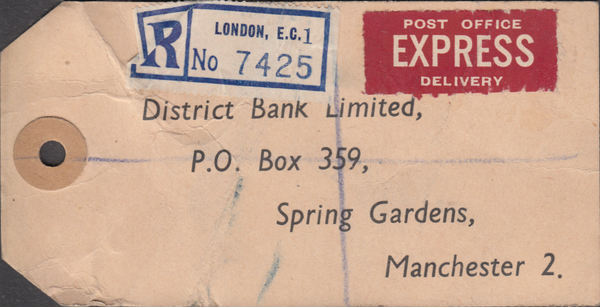 R
LONDON, E.C.1
No 7425
POST OFFICE
EXPRESS
DELIVERY
District Bank Limited,
P.O. Box 359,
Spring Gardens,
Manchester 2.